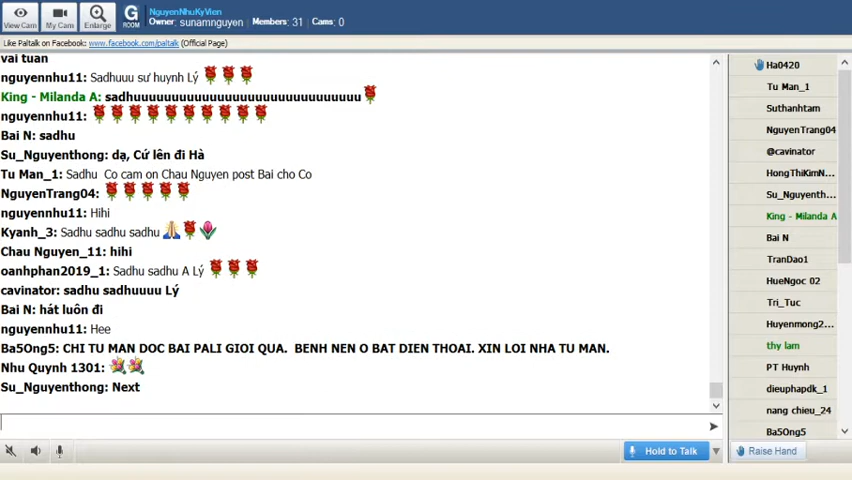 View Cam
My Cam
Enlarge
G
ROOM
NguyenNhuKyVien
Owner: sunamnguyen Members: 31 Cams: 0
Like Paltalk on Facebook: www.facebook.com/paltalk (Official Page)
vai tuan
nguyennhu11: Sadhuuu sư huynh Lý
King - Milanda A: sadhuuuuuuuuuuuuuuuuuuuuuuuuuuuuuu
nguyennhu11:
Bai N: sadhu
Su_Nguyenthong: dạ, Cứ lên đi Hà
Tu Man_1: Sadhu Co cam on Chau Nguyen post Bai cho Co
NguyenTrang04:
nguyennhu11: Hihi
Kyanh_3: Sadhu sadhu sadhu
Chau Nguyen_11: hihi
oanhphan2019_1: Sadhu sadhu A Lý
cavinator: sadhu sadhuuuu Lý
Bai N: hát luôn đi
nguyennhu11: Hee
Ba5Ong5: CHI TU MAN DOC BAI PALI GIOI QUA. BENH NEN O BAT DIEN THOAI. XIN LOI NHA TU MAN.
Nhu Quynh 1301:
Su_Nguyenthong: Next
Hold to Talk
Ha0420
Tu Man_1
Suthanhtam
NguyenTrang04
@cavinator
HongThiKimN...
Su_Nguyenth...
King - Milanda A
Bai N
TranDao1
HueNgoc 02
Tri_Tuc
Huyenmong2...
thy lam
PT Huynh
dieuphapdk_1
nang chieu_24
Ba5Ong5
Raise Hand